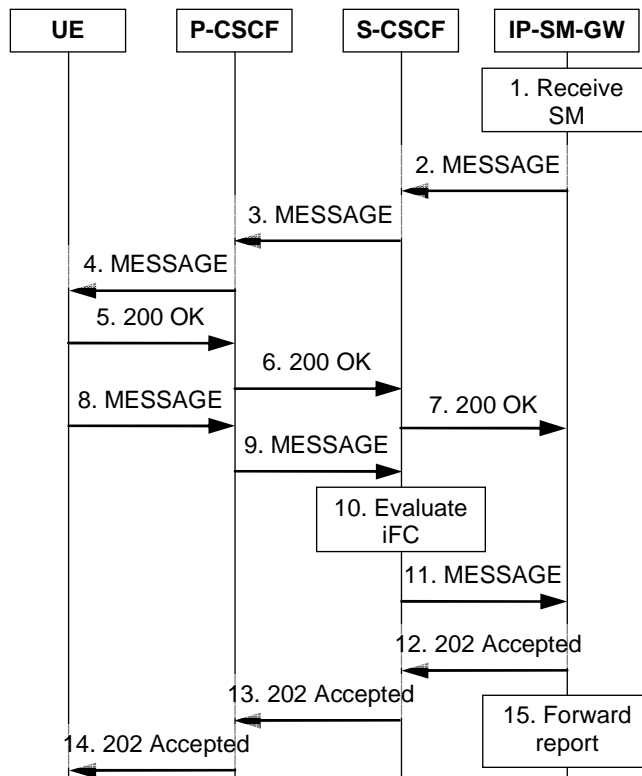 UE P-CSCF S-CSCF IP-SM-GW
1. Receive
SM
2. MESSAGE
3. MESSAGE
4. MESSAGE
5. 200 OK
6. 200 OK
8. MESSAGE
7. 200 OK
9. MESSAGE
10. Evaluate
iFC
11. MESSAGE
12. 202 Accepted
13. 202 Accepted
15. Forward
report
14. 202 Accepted